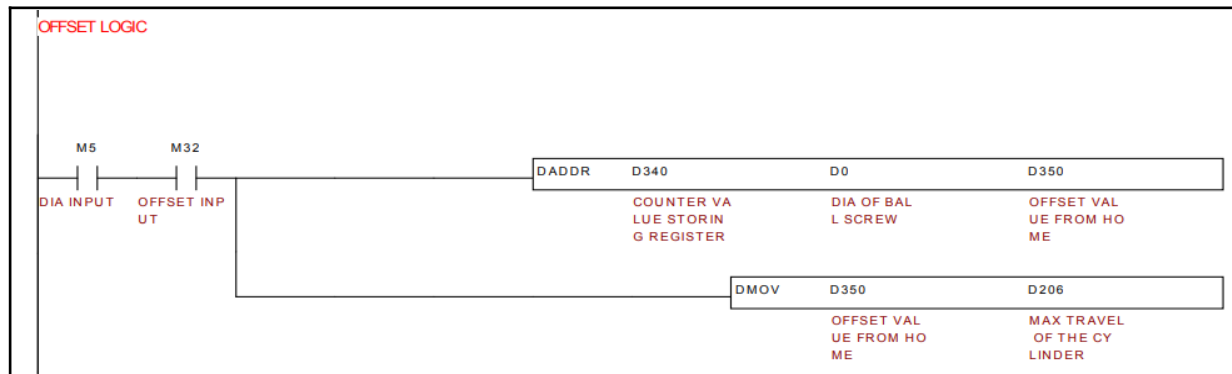 OFFSET LOGIC
M5 M32
DADDR D340 D0 D350
DIA INPUT OFFSET INP COUNTER VA DIA OF BAL OFFSET VAL
UT LUE STORIN L SCREW UE FROM HO
G REGISTER ME
DMOV D350 D206
OFFSET VAL MAX TRAVEL
UE FROM HO OF THE CY
ME LINDER